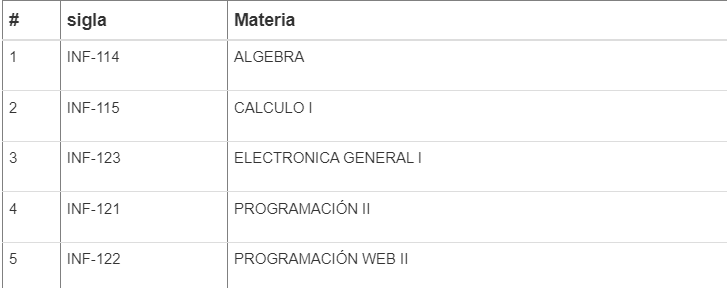 # sigla Materia
1 INF-114 ALGEBRA
2 INF-115 CALCULO I
3 INF-123 ELECTRONICA GENERAL I
4 INF-121 PROGRAMACIÓN II
5 INF-122 PROGRAMACIÓN WEB II